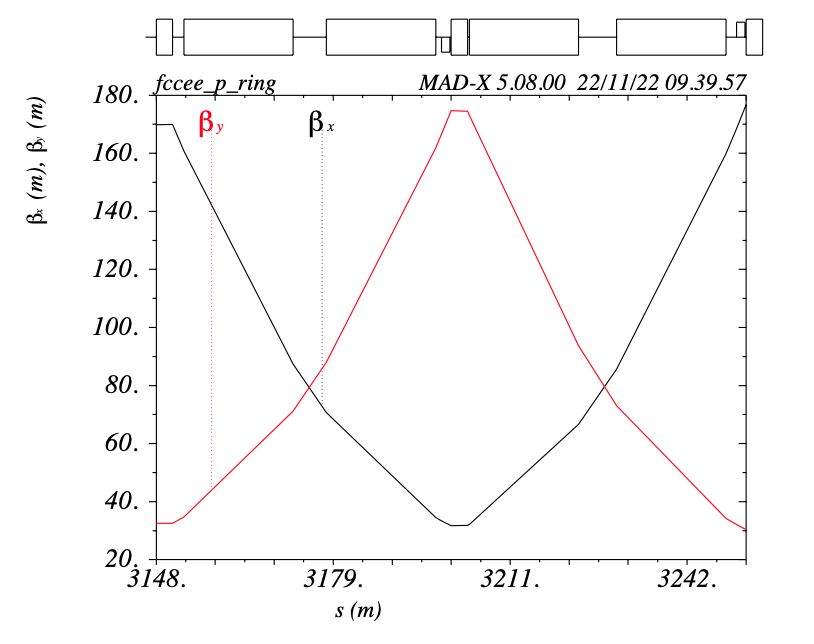 fccee_p_ring MAD-X 5.08.00 22/11/22 09.39.57
βx (m), βy (m)
180.
160.
140.
120.
100.
80.
60.
40.
20.
βy βx
3148. 3179. 3211. 3242.
s (m)